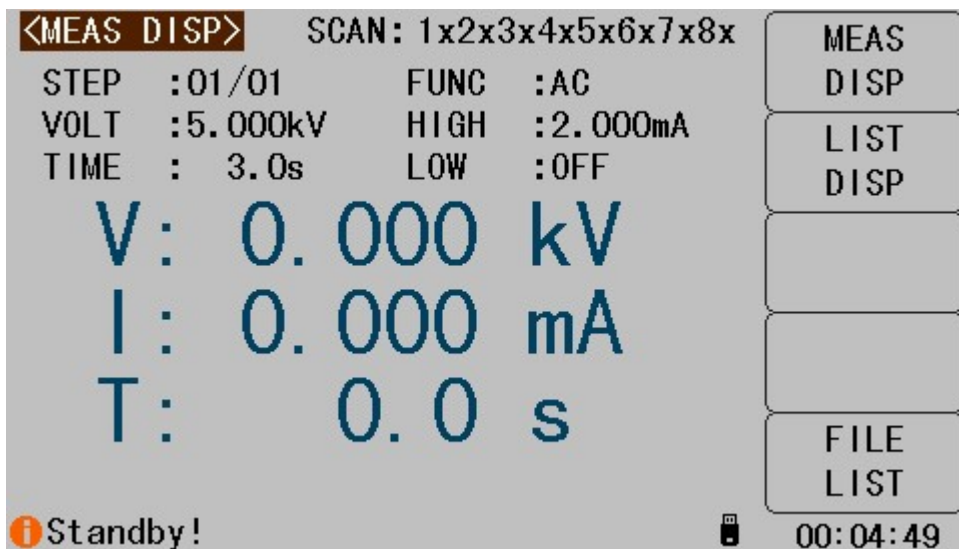 <MEAS DISP> SCAN: 1x2x3x4x5x6x7x8x
STEP :01/01 FUNC :AC
VOLT :5.000kV HIGH :2.000mA
TIME : 3.0s LOW :OFF
V: 0.000 kV
I: 0.000 mA
T: 0.0 s
Standby!
MEAS
DISP
LIST
DISP
FILE
LIST
00:04:49